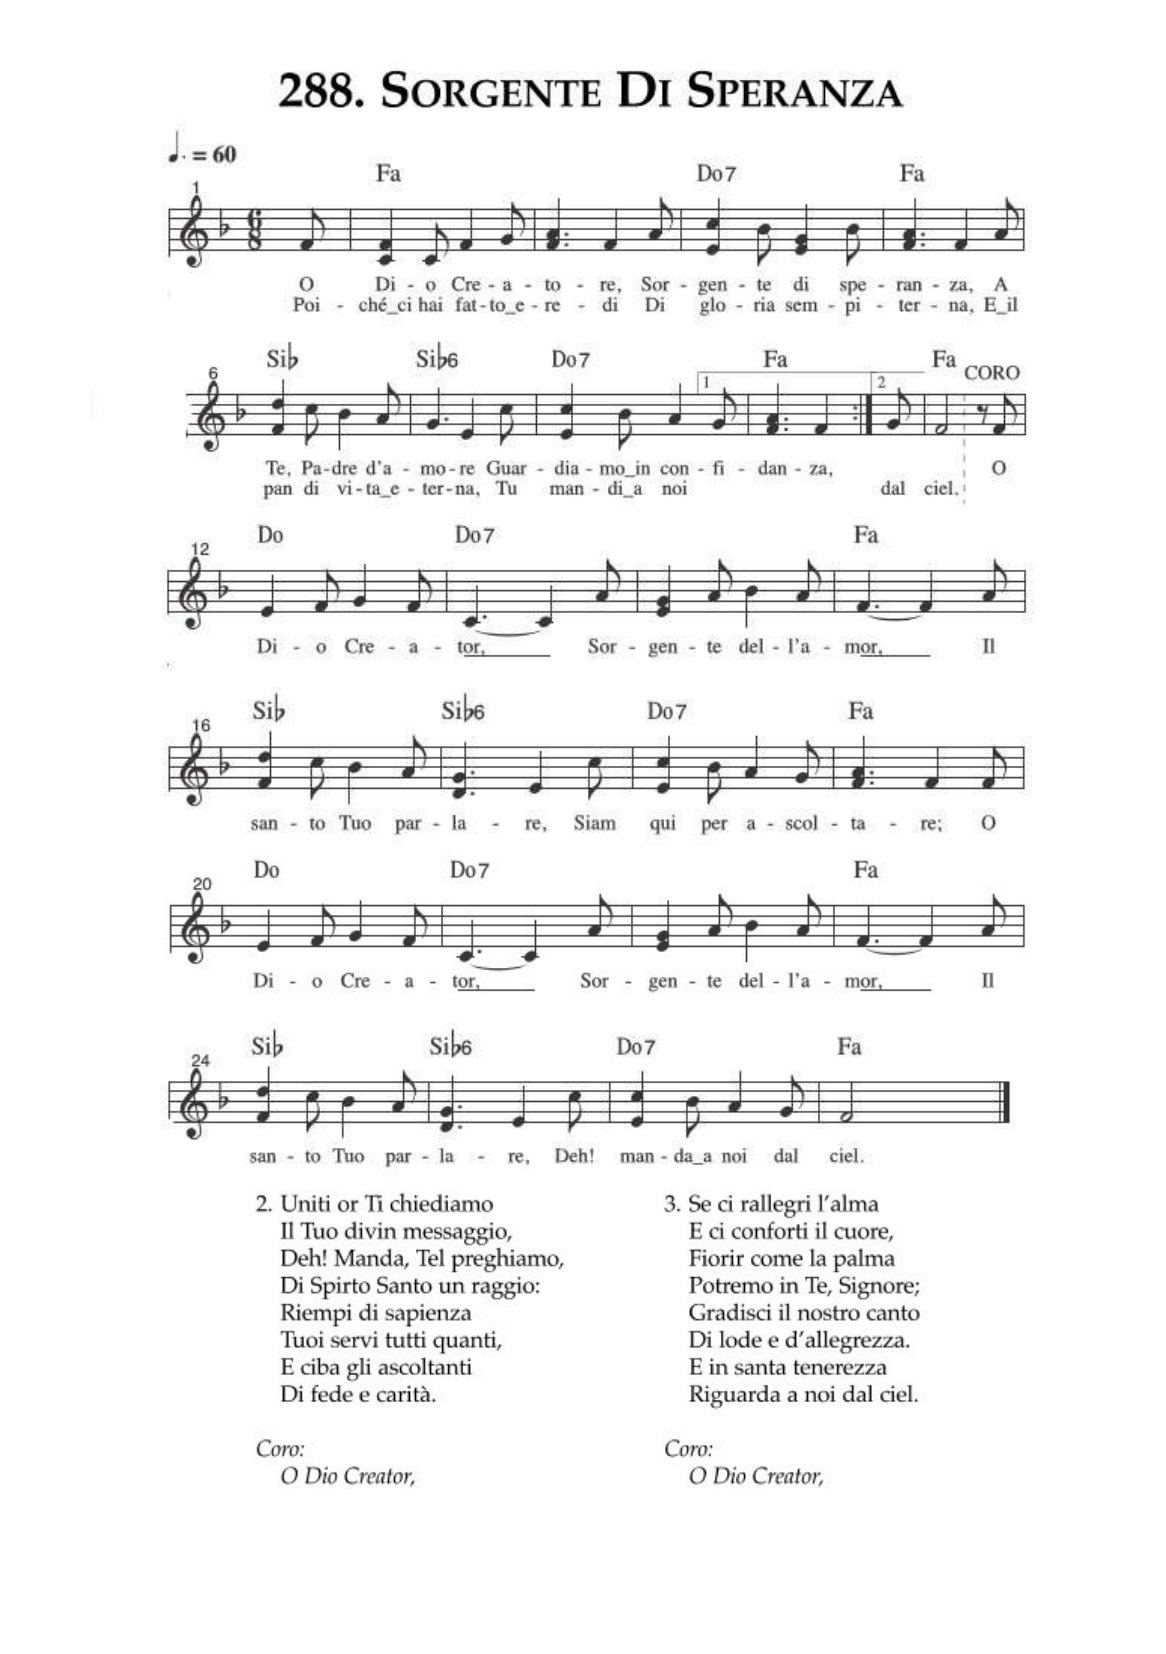 288. SORGENTE DI SPERANZA
♩. = 60
Fa Do7 Fa
1
6
8
O Di - o Cre - a - to - re, Sor - gen - te di spe - ran - za, A
Poi - ché_ci hai fat - to_e - re - di Di glo - ria sem - pi - ter - na, E_il
Sib Sib6 Do7 Fa Fa CORO
6 1 2
Te, Pa - dre d'a - mo - re Guar - dia - mo_in con - fi - dan - za, O
pan di vi - ta_e - ter - na, Tu man - di_a noi dal ciel.
Do Do7 Fa
12
Di - o Cre - a - tor, Sor - gen - te del - l'a - mor, Il
Sib Sib6 Do7 Fa
16
san - to Tuo par - la - re, Siam qui per a - scol - ta - re; O
Do Do7 Fa
20
Di - o Cre - a - tor, Sor - gen - te del - l'a - mor, Il
Sib Sib6 Do7 Fa
24
san - to Tuo par - la - re, Deh! man - da_a noi dal ciel.
2. Uniti or Ti chiediamo
Il Tuo divin messaggio,
Deh! Manda, Tel preghiamo,
Di Spirto Santo un raggio:
Riempi di sapienza
Tuoi servi tutti quanti,
E ciba gli ascoltanti
Di fede e carità.
Coro:
O Dio Creator,
3. Se ci rallegri l'alma
E ci conforti il cuore,
Fiorir come la palma
Potremo in Te, Signore;
Gradisci il nostro canto
Di lode e d'allegrezza.
E in santa tenerezza
Riguarda a noi dal ciel.
Coro:
O Dio Creator,